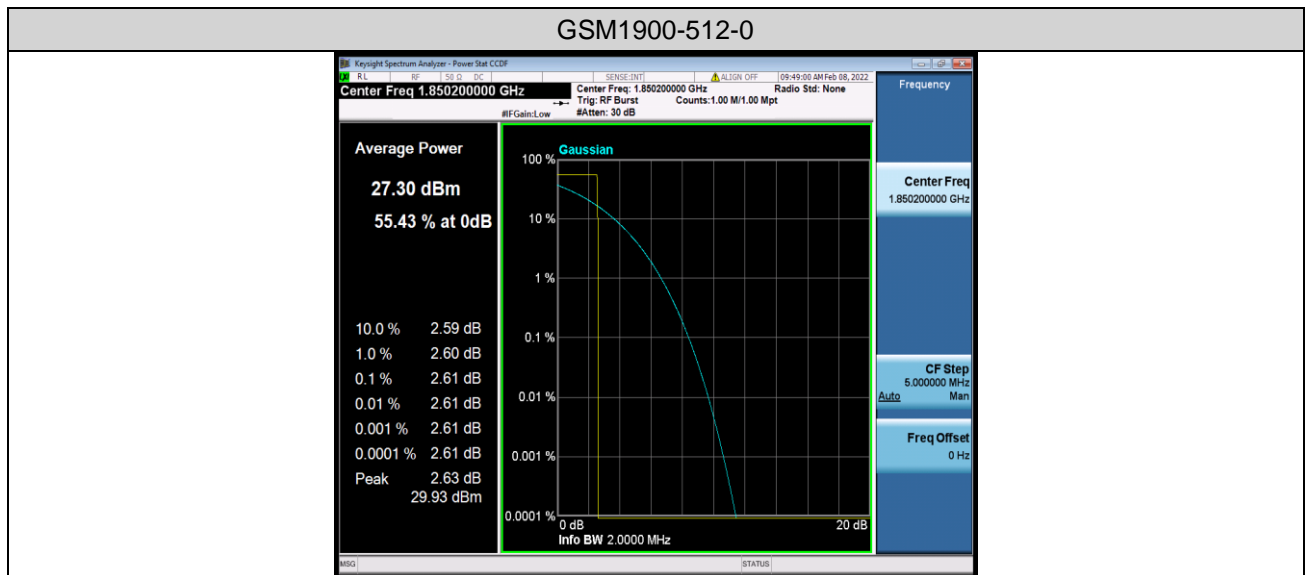 GSM1900-512-0
Keysight Spectrum Analyzer - Power Stat CCDF
RL RF 50 Ω DC SENSE:INT ALIGN OFF 09:49:00 AM Feb 08, 2022
Center Freq 1.850200000 GHz
Center Freq: 1.850200000 GHz Radio Std: None
Trig: RF Burst Counts:1.00 M/1.00 Mpt
#IFGain:Low #Atten: 30 dB
Frequency
Average Power
27.30 dBm
55.43 % at 0dB
10.0 % 2.59 dB
1.0 % 2.60 dB
0.1 % 2.61 dB
0.01 % 2.61 dB
0.001 % 2.61 dB
0.0001 % 2.61 dB
Peak 2.63 dB
29.93 dBm
Gaussian
100 %
10 %
1 %
0.1 %
0.01 %
0.001 %
0.0001 %
0 dB 20 dB
Info BW 2.0000 MHz
Center Freq
1.850200000 GHz
CF Step
5.000000 MHz
Auto Man
Freq Offset
0 Hz
MSG STATUS